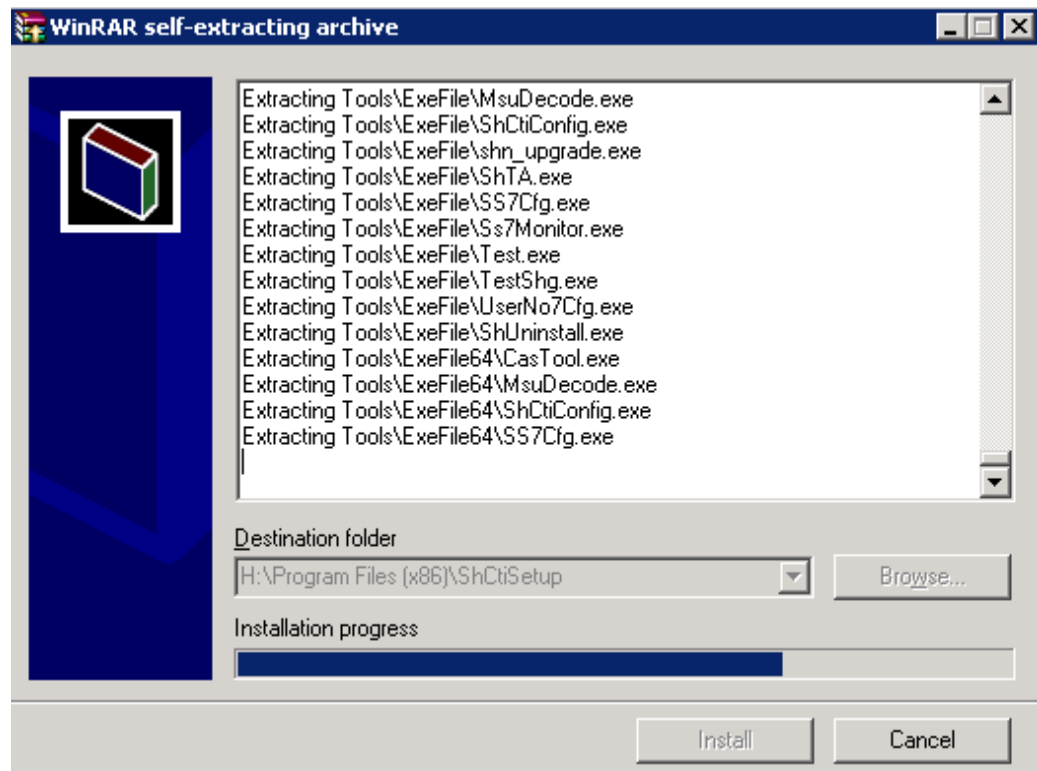 WinRAR self-extracting archive
Extracting Tools\ExeFile\MsuDecode.exe
Extracting Tools\ExeFile\ShCtiConfig.exe
Extracting Tools\ExeFile\shn_upgrade.exe
Extracting Tools\ExeFile\ShTA.exe
Extracting Tools\ExeFile\SS7Cfg.exe
Extracting Tools\ExeFile\Ss7Monitor.exe
Extracting Tools\ExeFile\Test.exe
Extracting Tools\ExeFile\TestShg.exe
Extracting Tools\ExeFile\UserNo7Cfg.exe
Extracting Tools\ExeFile\ShUninstall.exe
Extracting Tools\ExeFile64\CasTool.exe
Extracting Tools\ExeFile64\MsuDecode.exe
Extracting Tools\ExeFile64\ShCtiConfig.exe
Extracting Tools\ExeFile64\SS7Cfg.exe
Destination folder
H:\Program Files (x86)\ShCtiSetup
Browse...
Installation progress
Install
Cancel